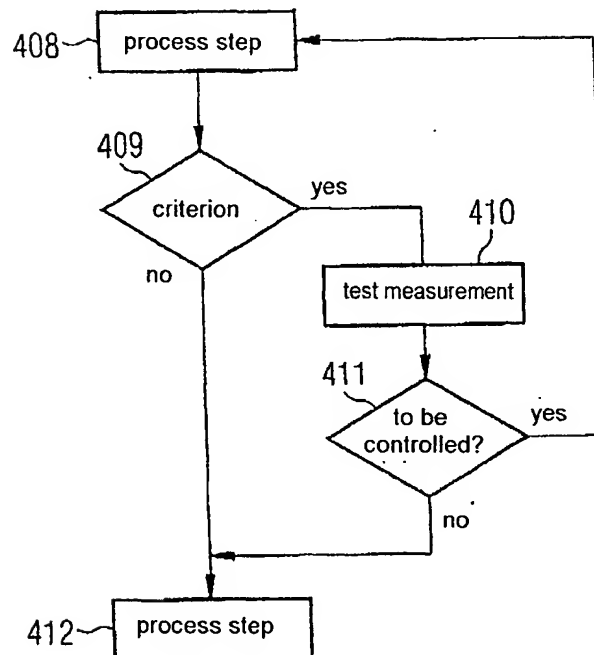 408
process step
409
criterion
yes
no
410
test measurement
411
to be
controlled?
yes
no
412
process step